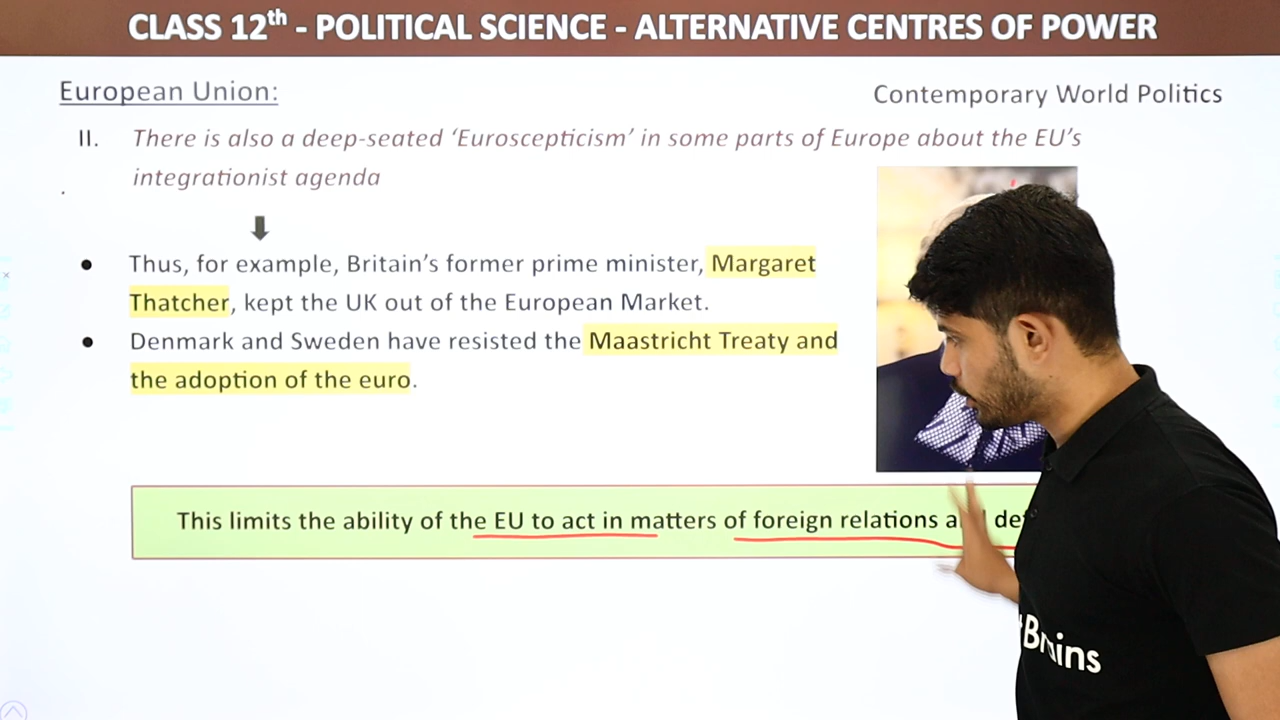 CLASS 12th - POLITICAL SCIENCE - ALTERNATIVE CENTRES OF POWER
European Union:
Contemporary World Politics
II. There is also a deep-seated ‘Euroscepticism’ in some parts of Europe about the EU’s
integrationist agenda
● Thus, for example, Britain’s former prime minister, Margaret
Thatcher, kept the UK out of the European Market.
● Denmark and Sweden have resisted the Maastricht Treaty and
the adoption of the euro.
This limits the ability of the EU to act in matters of foreign relations
Brains